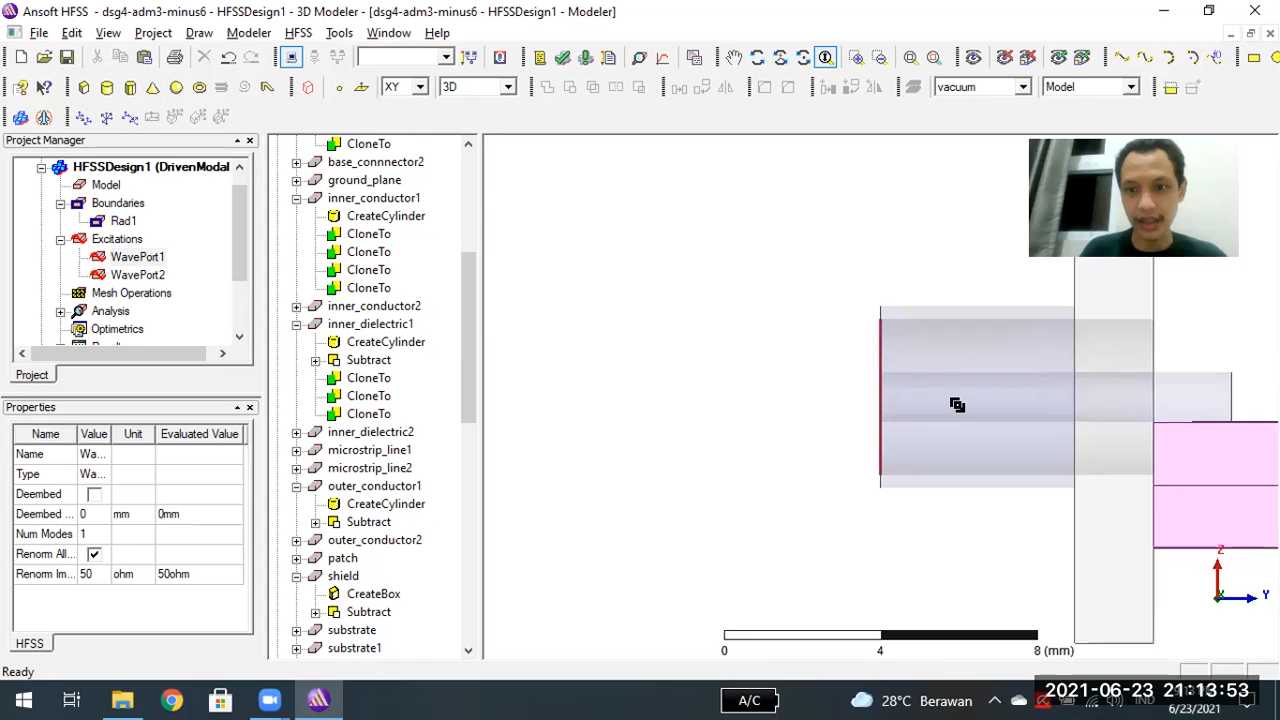 Ansoft HFSS - dsg4-adm3-minus6 - HFSSDesign1 - 3D Modeler - [dsg4-adm3-minus6 - HFSSDesign1 - Modeler]
File Edit View Project Draw Modeler HFSS Tools Window Help
XY
3D
vacuum
Model
Project Manager
HFSSDesign1 (DrivenModal
Model
Boundaries
Rad1
Excitations
WavePort1
WavePort2
Mesh Operations
Analysis
Optimetrics
Project
Properties
Name Value Unit Evaluated Value
Name Wa...
Type Wa...
Deembed
Deembed ... 0 mm 0mm
Num Modes 1
Renorm All...
Renorm Im... 50 ohm 50ohm
HFSS
CloneTo
base_connnector2
ground_plane
inner_conductor1
CreateCylinder
CloneTo
CloneTo
CloneTo
CloneTo
inner_conductor2
inner_dielectric1
CreateCylinder
Subtract
CloneTo
CloneTo
CloneTo
inner_dielectric2
microstrip_line1
microstrip_line2
outer_conductor1
CreateCylinder
Subtract
outer_conductor2
patch
shield
CreateBox
Subtract
substrate
substrate1
Z
Y
0 4 8 (mm)
Ready
A/C
28°C Berawan
IND
2021-06-23 21:13:53
6/23/2021